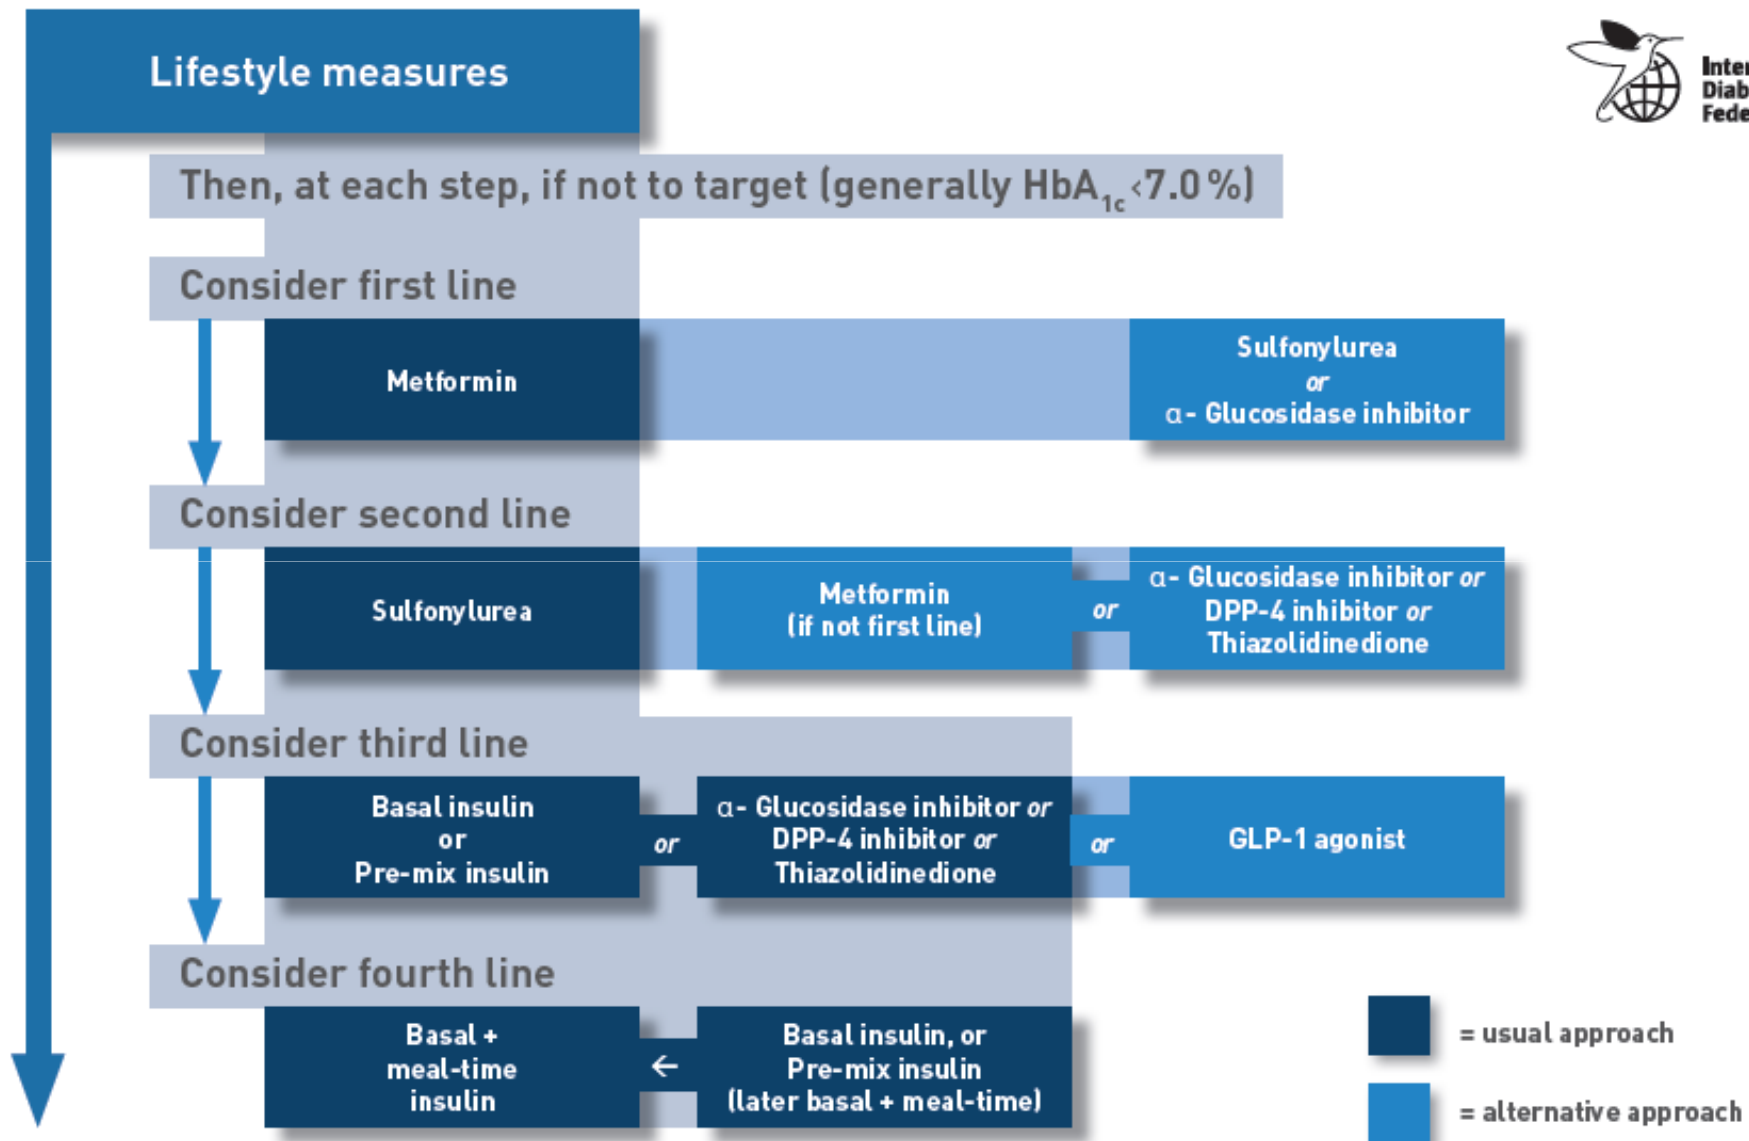 Lifestyle measures
Inter
Diab
Fede
Then, at each step, if not to target (generally HbA1c <7.0%)
Consider first line
Metformin
Sulfonylurea
or
α- Glucosidase inhibitor
Consider second line
Sulfonylurea
Metformin
(if not first line)
or
α- Glucosidase inhibitor or
DPP-4 inhibitor or
Thiazolidinedione
Consider third line
Basal insulin
or
Pre-mix insulin
or
α- Glucosidase inhibitor or
DPP-4 inhibitor or
Thiazolidinedione
or
GLP-1 agonist
Consider fourth line
Basal +
meal-time
insulin
←
Basal insulin, or
Pre-mix insulin
(later basal + meal-time)
= usual approach
= alternative approach